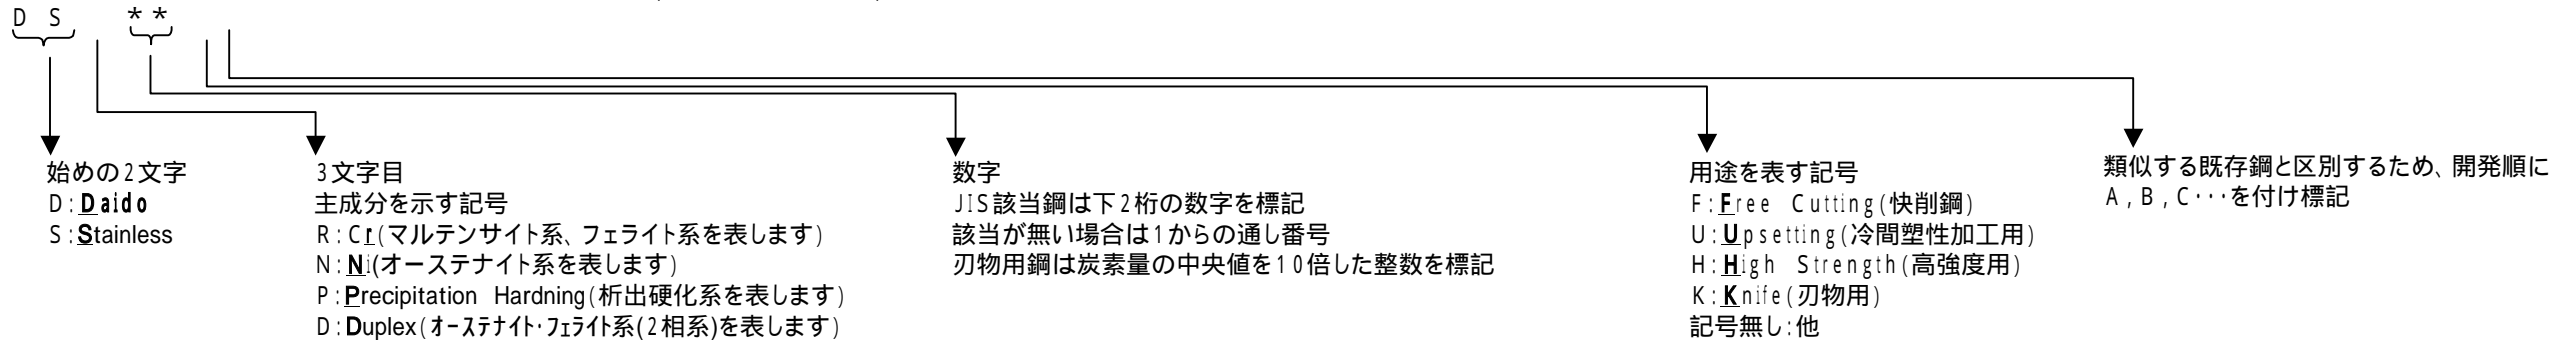 D S **
始めの2文字
D:Daido
S:Stainless
3文字目
主成分を示す記号
R:Cr(マルテンサイト系、フェライト系を表します)
N:Ni(オーステナイト系を表します)
P:Precipitation Hardning(析出硬化系を表します)
D:Duplex(オーステナイト・フェライト系(2相系)を表します)
数字
JIS該当鋼は下2桁の数字を標記
該当が無い場合は1からの通し番号
刃物用鋼は炭素量の中央値を10倍した整数を標記
用途を表す記号
F:Free Cutting(快削鋼)
U:Upsetting(冷間塑性加工用)
H:High Strength(高強度用)
K:Knife(刃物用)
記号無し:他
類似する既存鋼と区別するため、開発順に
A,B,C・・・を付け標記